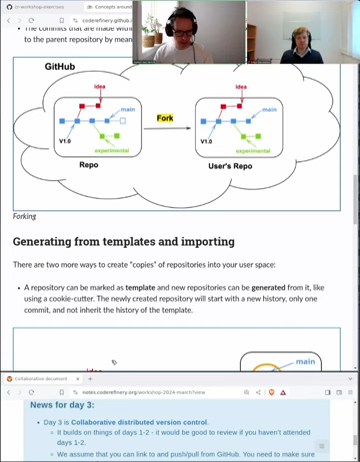 cr-workshop-exercises
Concepts around
coderefinery.github.
The commits that are made within
to the parent repository by mean
GitHub
idea
main
V1.0
experimental
Repo
Fork
idea
main
V1.0
experimental
User's Repo
Forking
Generating from templates and importing
There are two more ways to create "copies" of repositories into your user space:
A repository can be marked as template and new repositories can be generated from it, like
using a cookie-cutter. The newly created repository will start with a new history, only one
commit, and not inherit the history of the template.
main
Collaborative document
notes.coderefinery.org/workshop-2024-march?view
News for day 3:
Day 3 is Collaborative distributed version control.
It builds on things of days 1-2 - it would be good to review if you haven't attended
days 1-2.
We assume that you can link to and push/pull from GitHub. You need to make sure